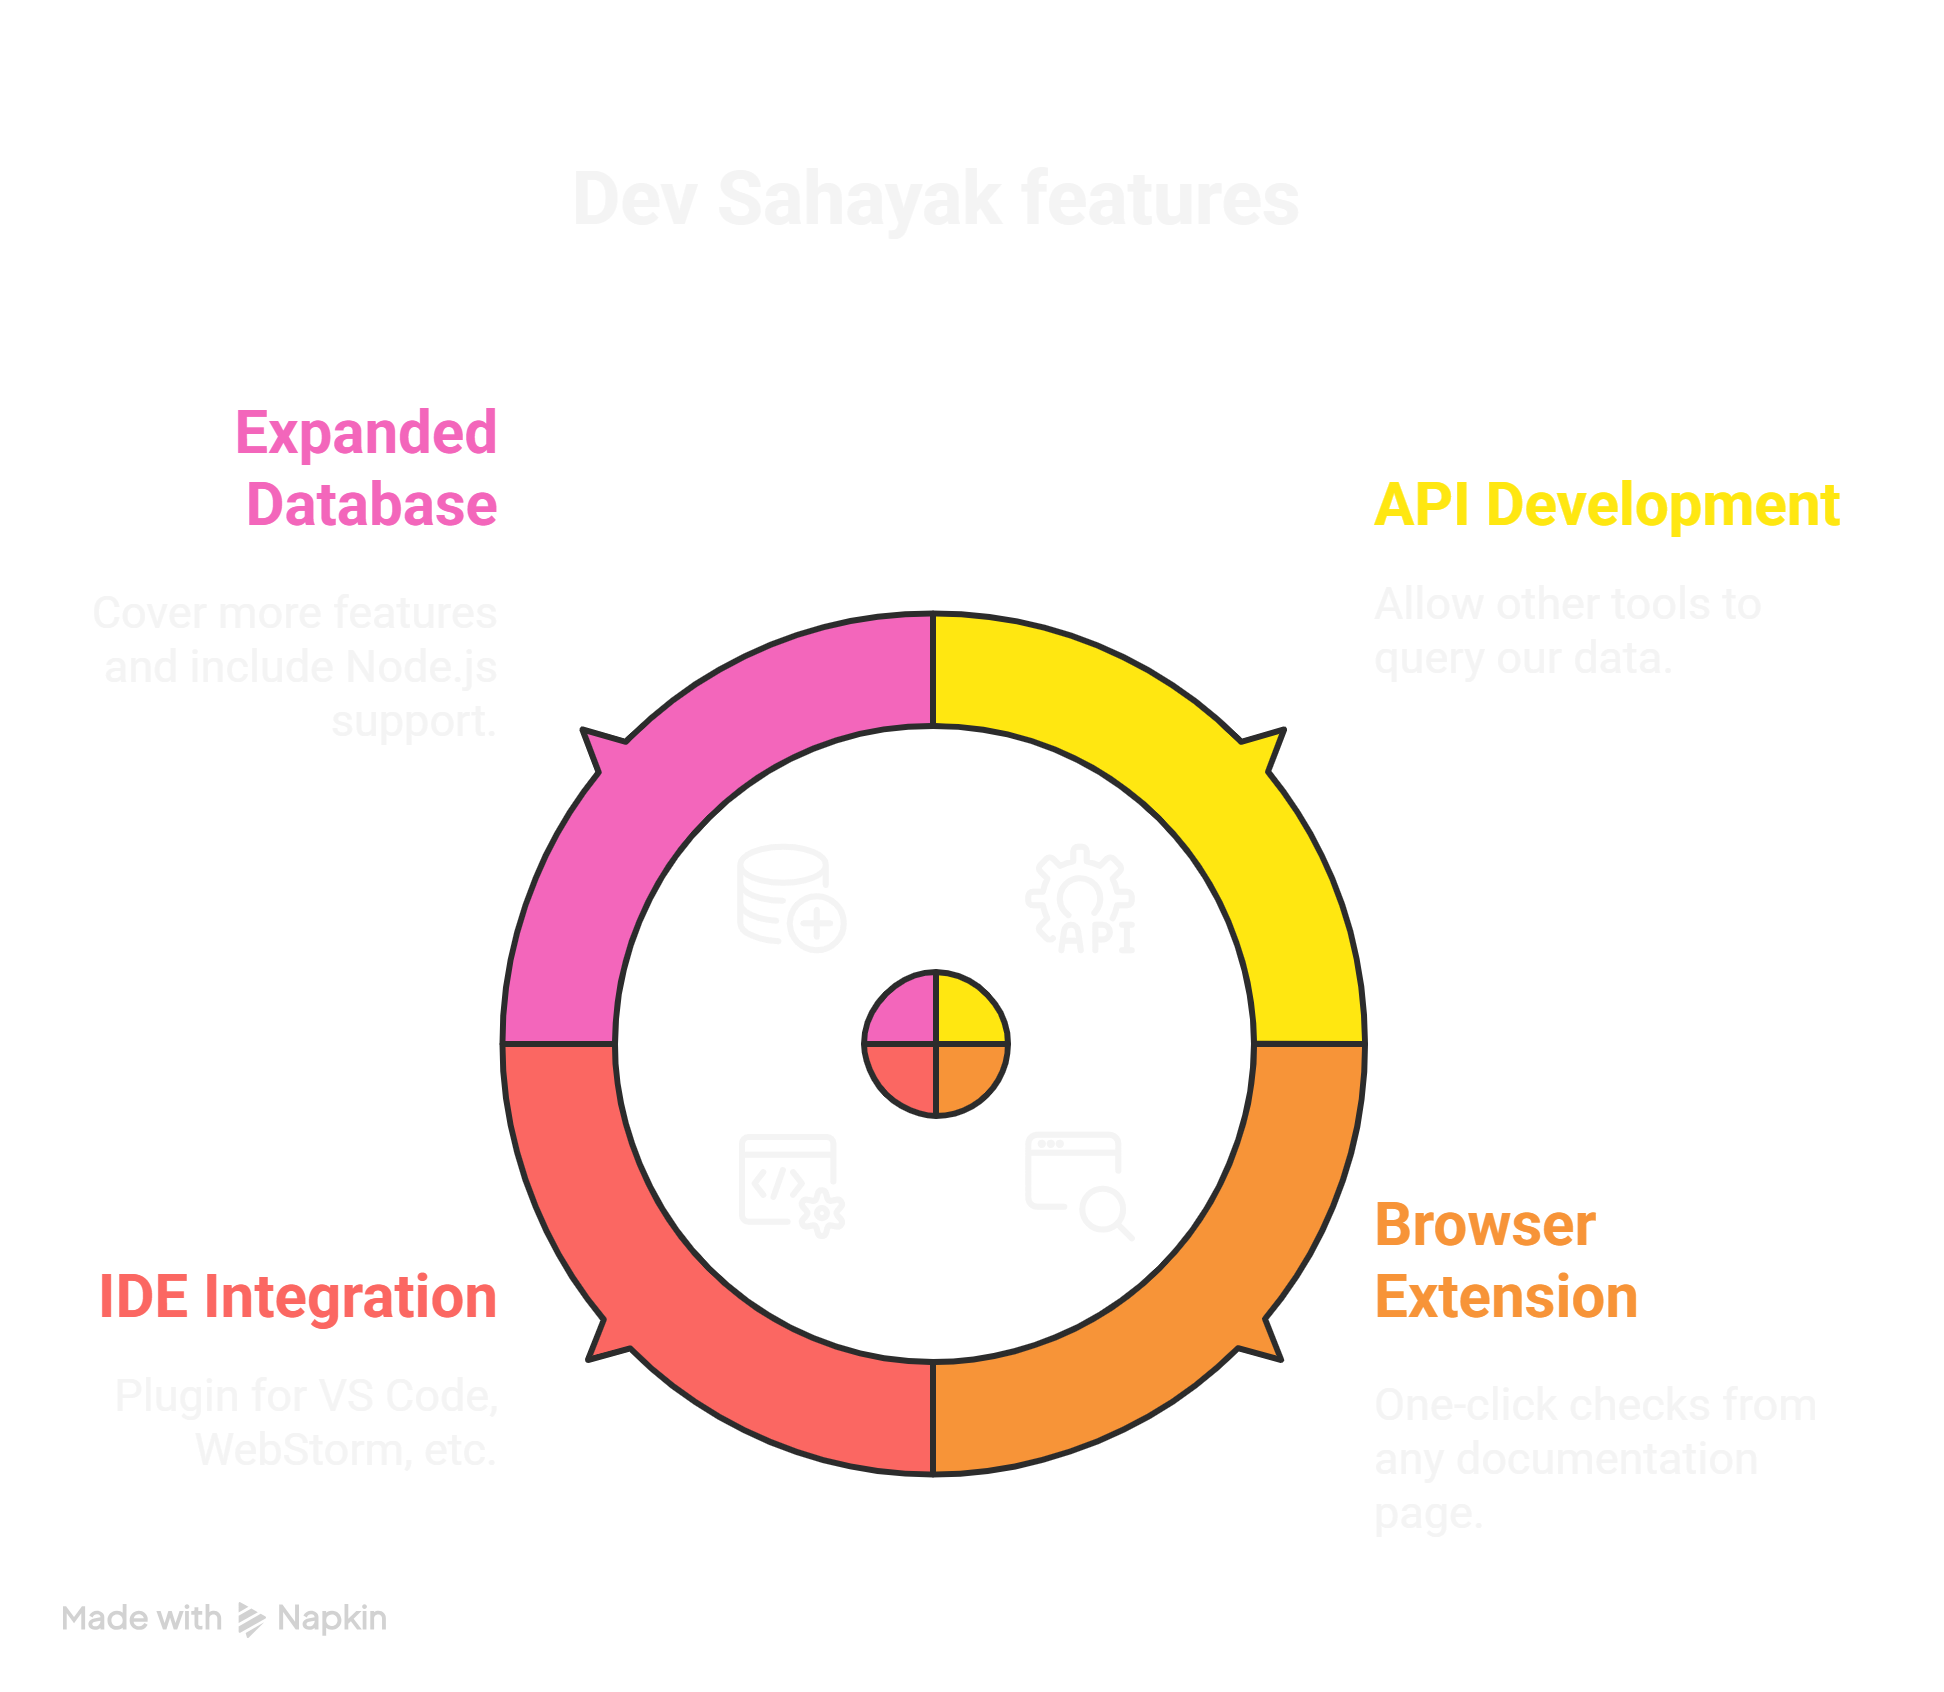 Dev Sahayak features
Expanded
Database
Cover more features
and include Node.js
support.
API Development
Allow other tools to
query our data.
API
IDE Integration
Plugin for VS Code,
WebStorm, etc.
Browser
Extension
One-click checks from
any documentation
page.
Made with Napkin